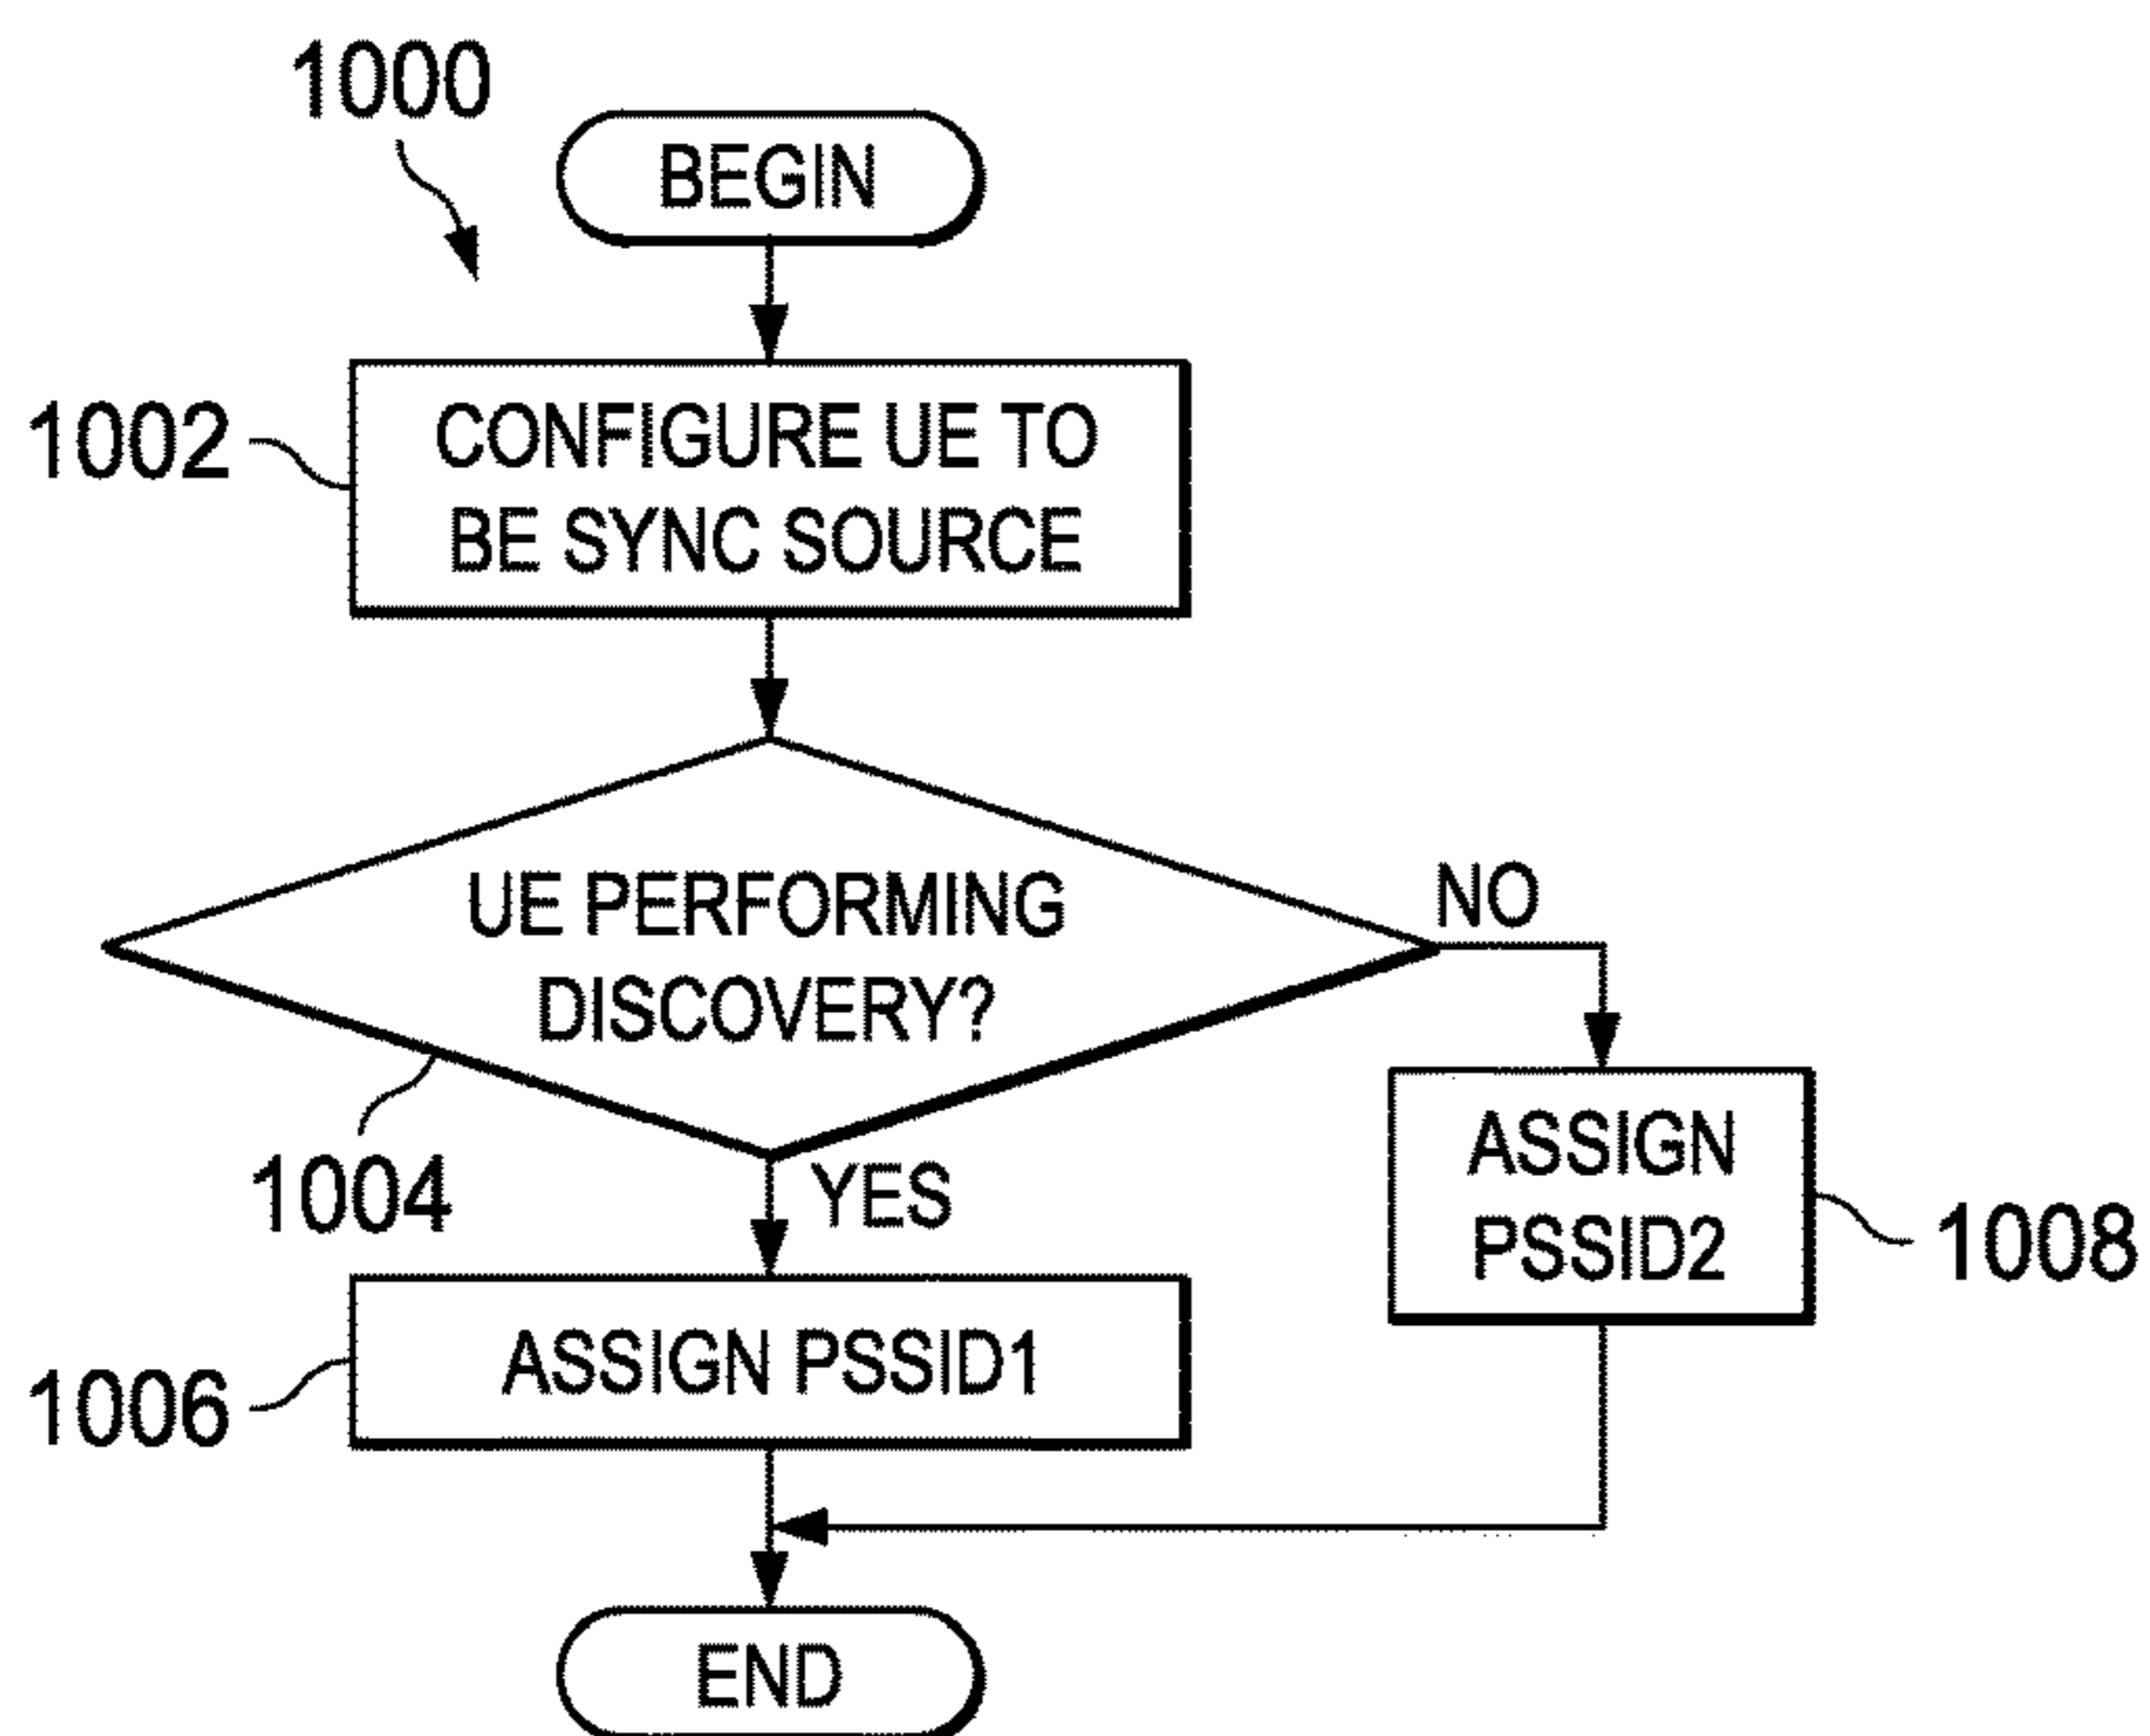 1000
BEGIN
1002
CONFIGURE UE TO
BE SYNC SOURCE
UE PERFORMING
DISCOVERY?
NO
1004
YES
ASSIGN
PSSID2
1008
1006
ASSIGN PSSID1
END